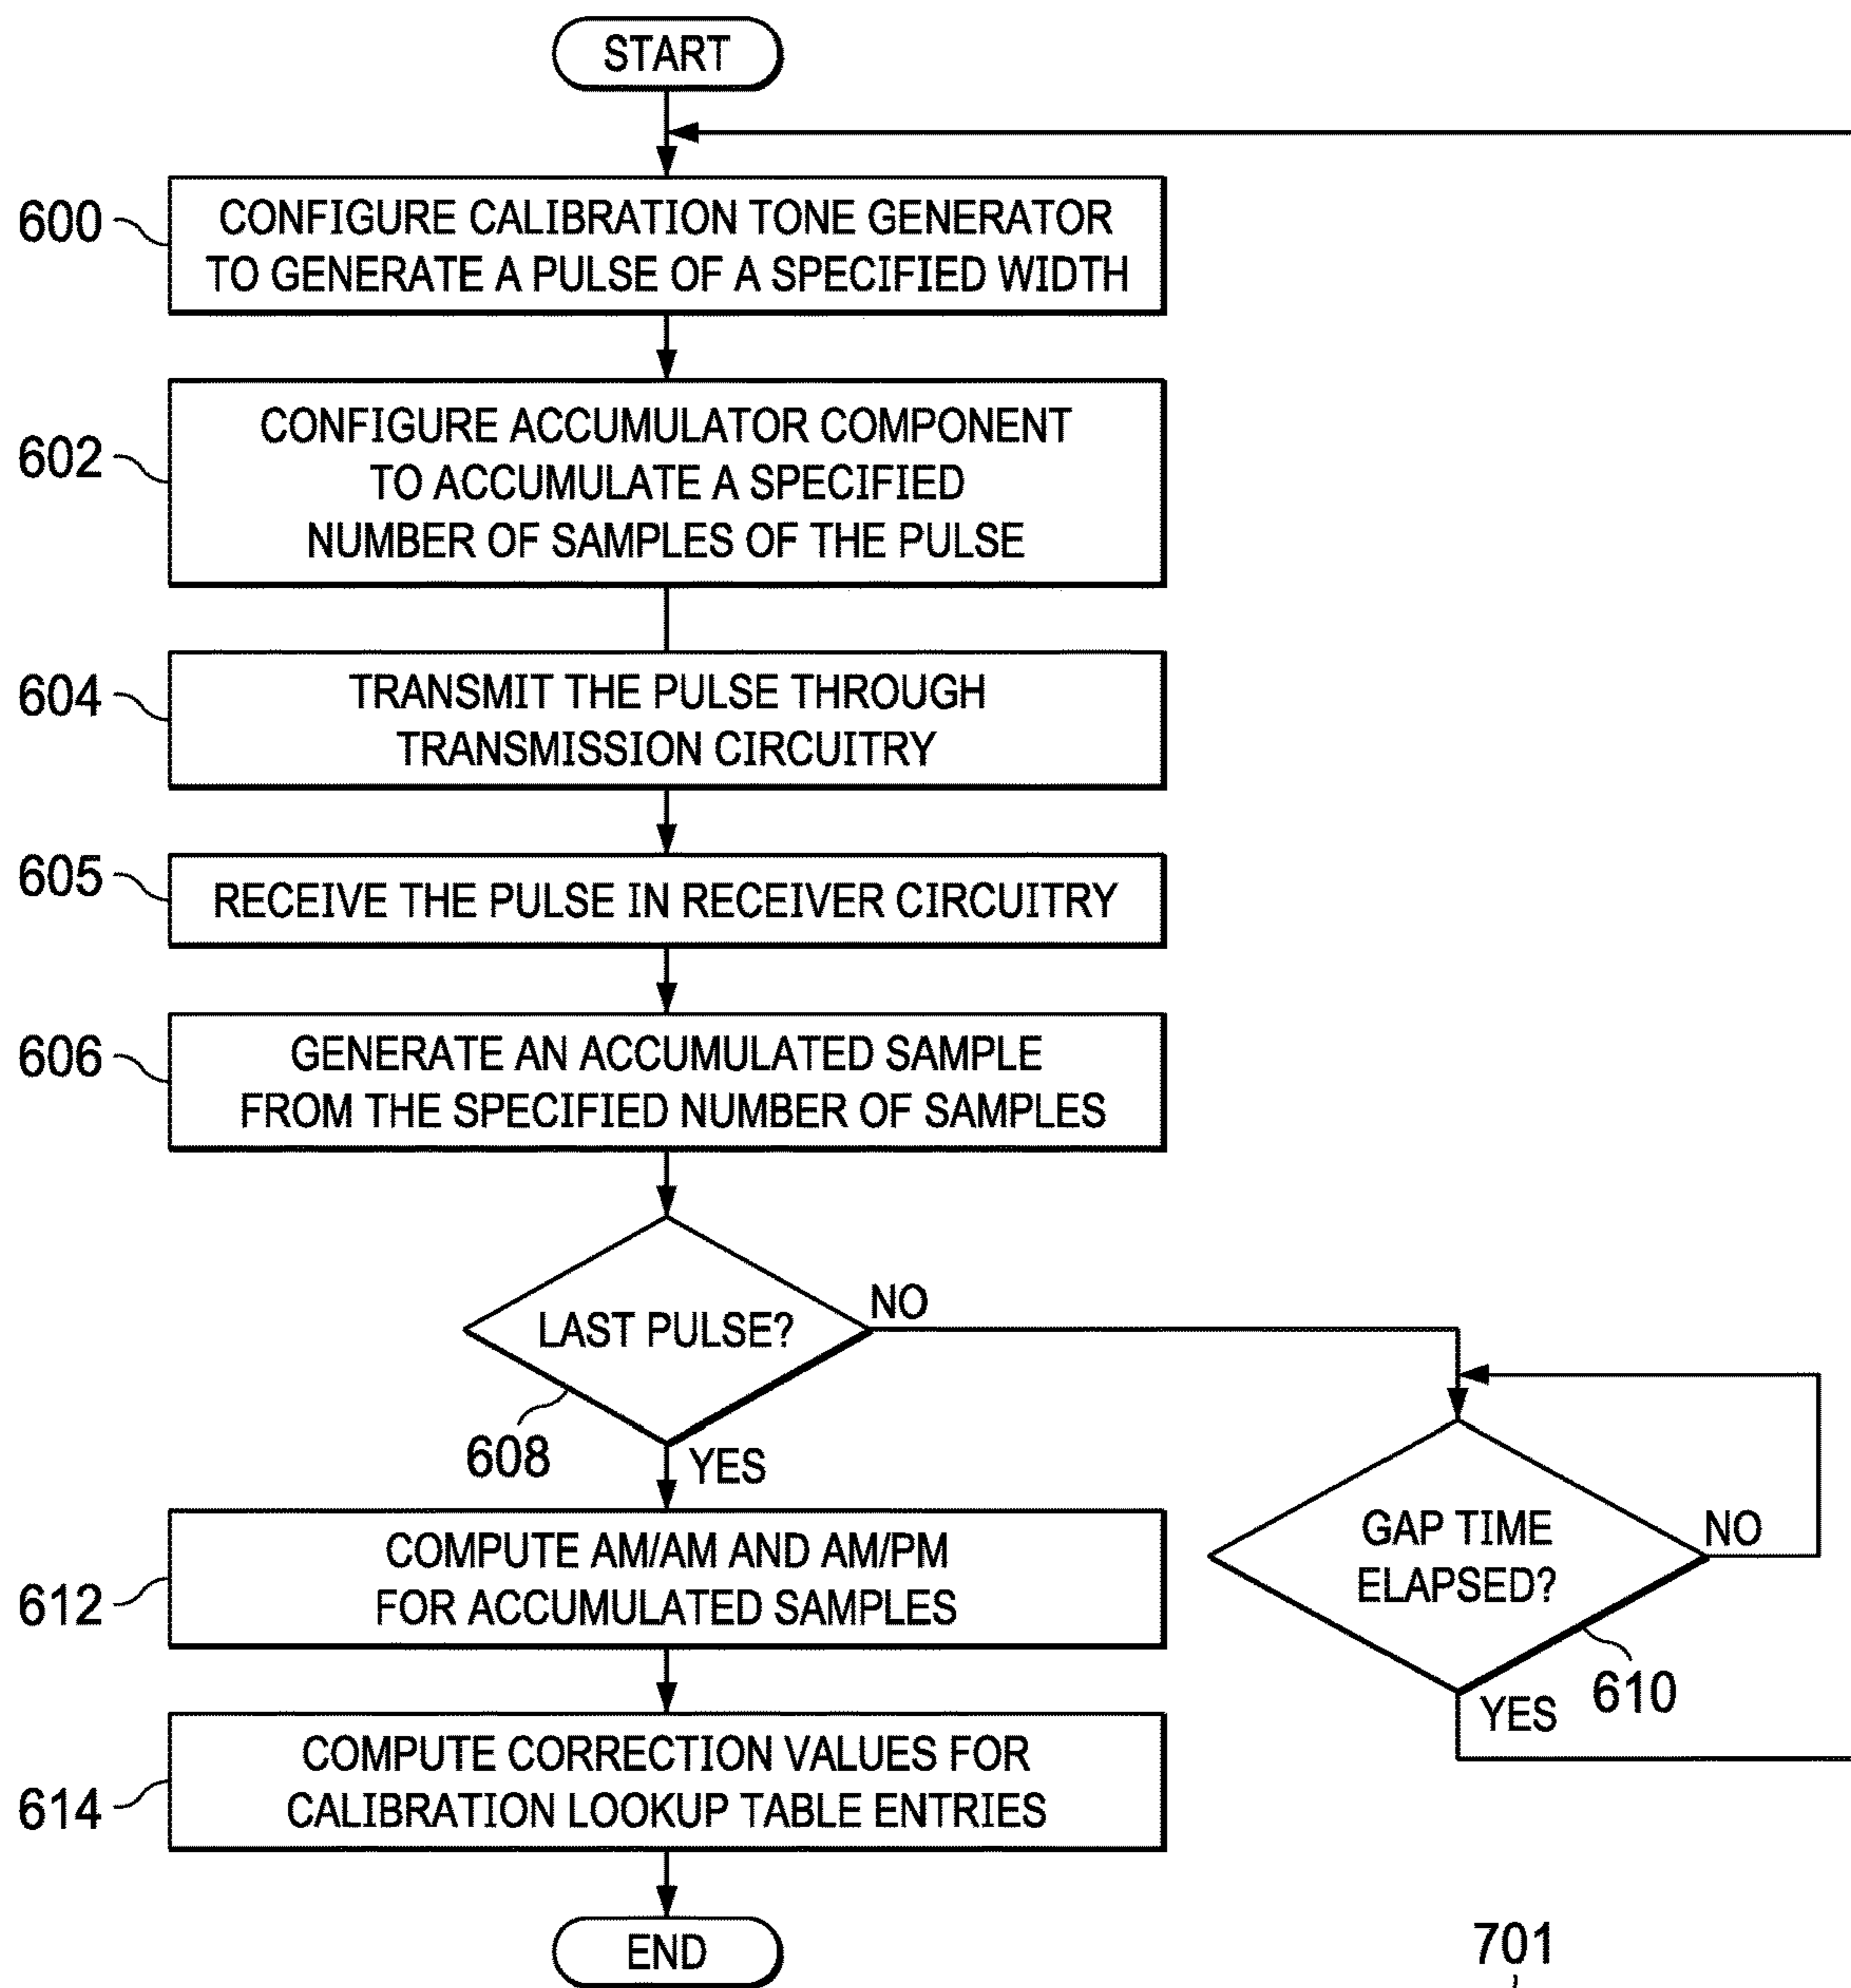 START
600
CONFIGURE CALIBRATION TONE GENERATOR
TO GENERATE A PULSE OF A SPECIFIED WIDTH
602
CONFIGURE ACCUMULATOR COMPONENT
TO ACCUMULATE A SPECIFIED
NUMBER OF SAMPLES OF THE PULSE
604
TRANSMIT THE PULSE THROUGH
TRANSMISSION CIRCUITRY
605
RECEIVE THE PULSE IN RECEIVER CIRCUITRY
606
GENERATE AN ACCUMULATED SAMPLE
FROM THE SPECIFIED NUMBER OF SAMPLES
LAST PULSE?
NO
608
YES
GAP TIME
ELAPSED?
NO
610
YES
612
COMPUTE AM/AM AND AM/PM
FOR ACCUMULATED SAMPLES
614
COMPUTE CORRECTION VALUES FOR
CALIBRATION LOOKUP TABLE ENTRIES
END
701